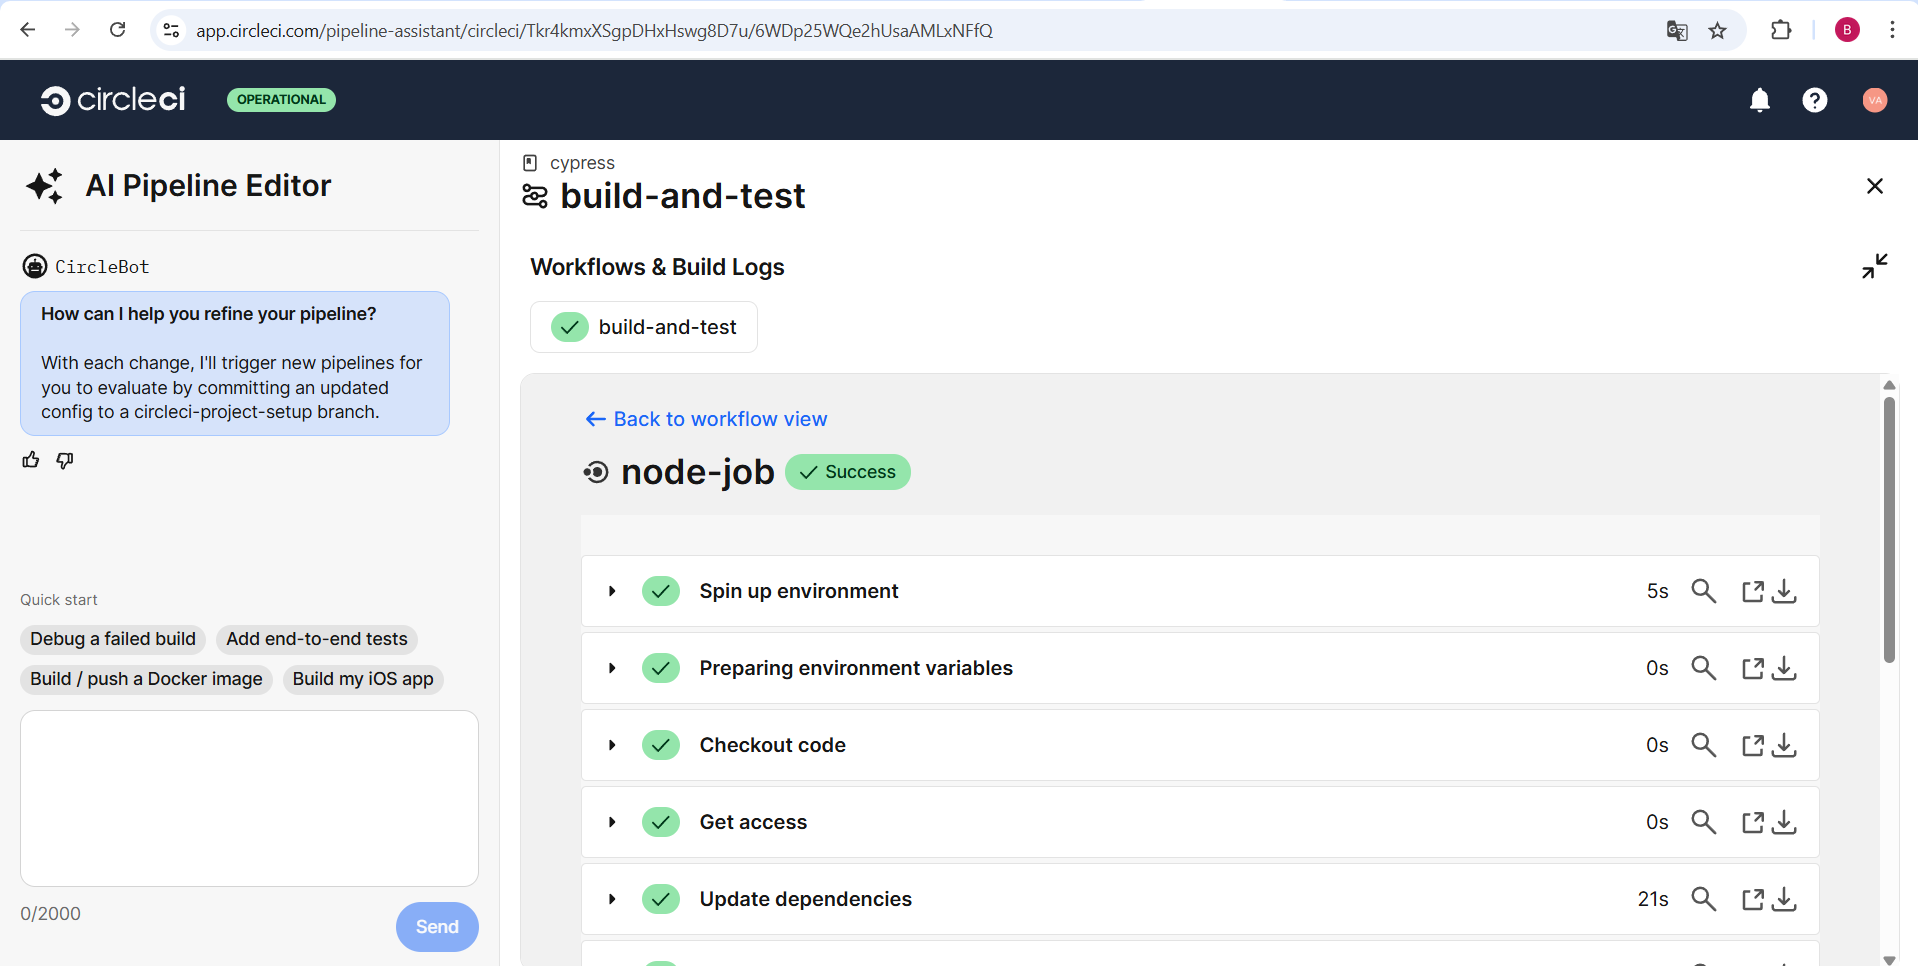 app.circleci.com/pipeline-assistant/circleci/Tkr4kmxXSgpDHxHswg8D7u/6WDp25WQe2hUsaAMLxNFfQ
B
circleci
OPERATIONAL
?
VA
AI Pipeline Editor
CircleBot
How can I help you refine your pipeline?
With each change, I'll trigger new pipelines for
you to evaluate by committing an updated
config to a circleci-project-setup branch.
Quick start
Debug a failed build
Add end-to-end tests
Build / push a Docker image
Build my iOS app
0/2000
Send
cypress
build-and-test
Workflows & Build Logs
build-and-test
Back to workflow view
node-job
Success
Spin up environment 5s
Preparing environment variables 0s
Checkout code 0s
Get access 0s
Update dependencies 21s